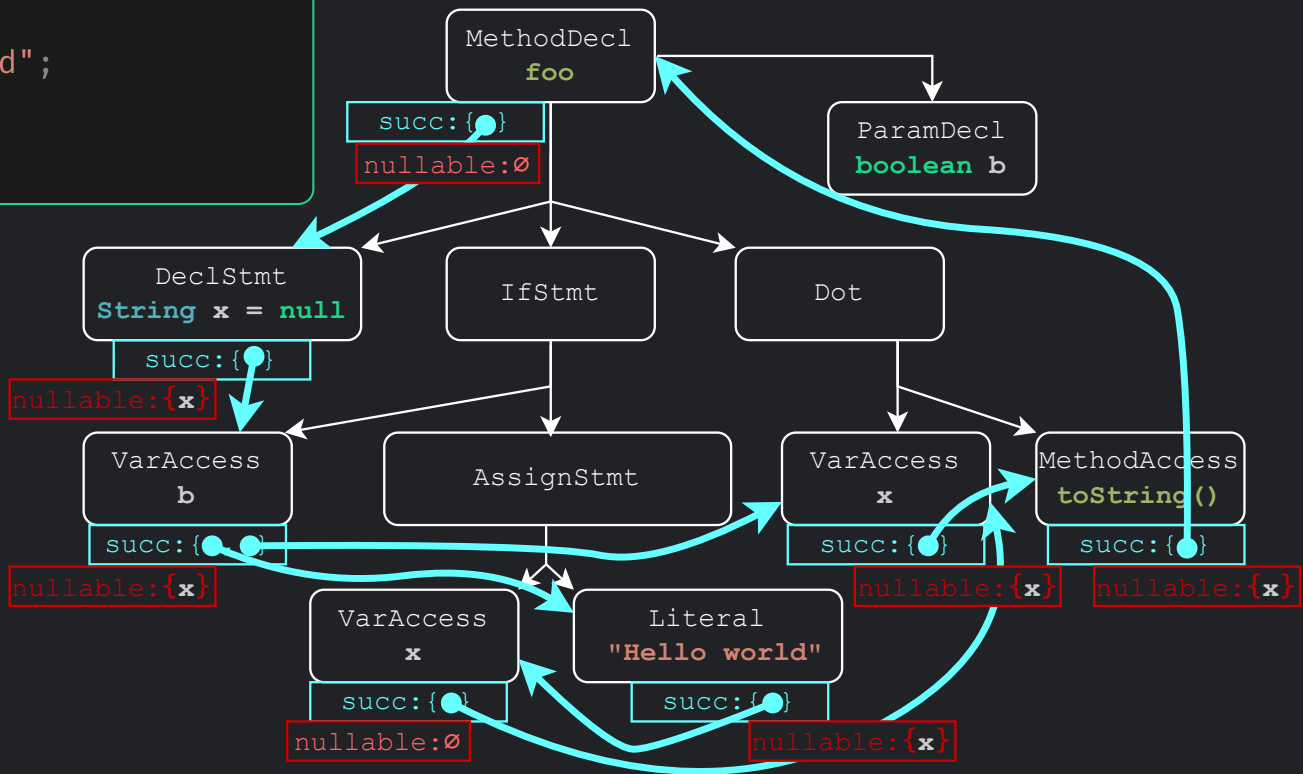 d";
MethodDecl
foo
succ:{ }
nullable:∅
ParamDecl
boolean b
DeclStmt
String x = null
succ:{ }
nullable:{x}
IfStmt
Dot
VarAccess
b
succ:{ , }
nullable:{x}
AssignStmt
VarAccess
x
succ:{ }
nullable:{x}
MethodAccess
toString()
succ:{ }
nullable:{x}
VarAccess
x
succ:{ }
nullable:∅
Literal
"Hello world"
succ:{ }
nullable:{x}